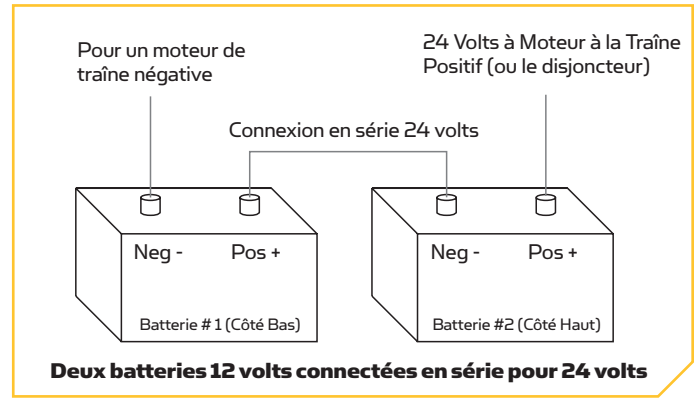 Pour un moteur de
traîne négative
24 Volts à Moteur à la Traîne
Positif (ou le disjoncteur)
Connexion en série 24 volts
Neg -
Pos +
Neg -
Pos +
Batterie # 1 (Côté Bas)
Batterie #2 (Côté Haut)
Deux batteries 12 volts connectées en série pour 24 volts